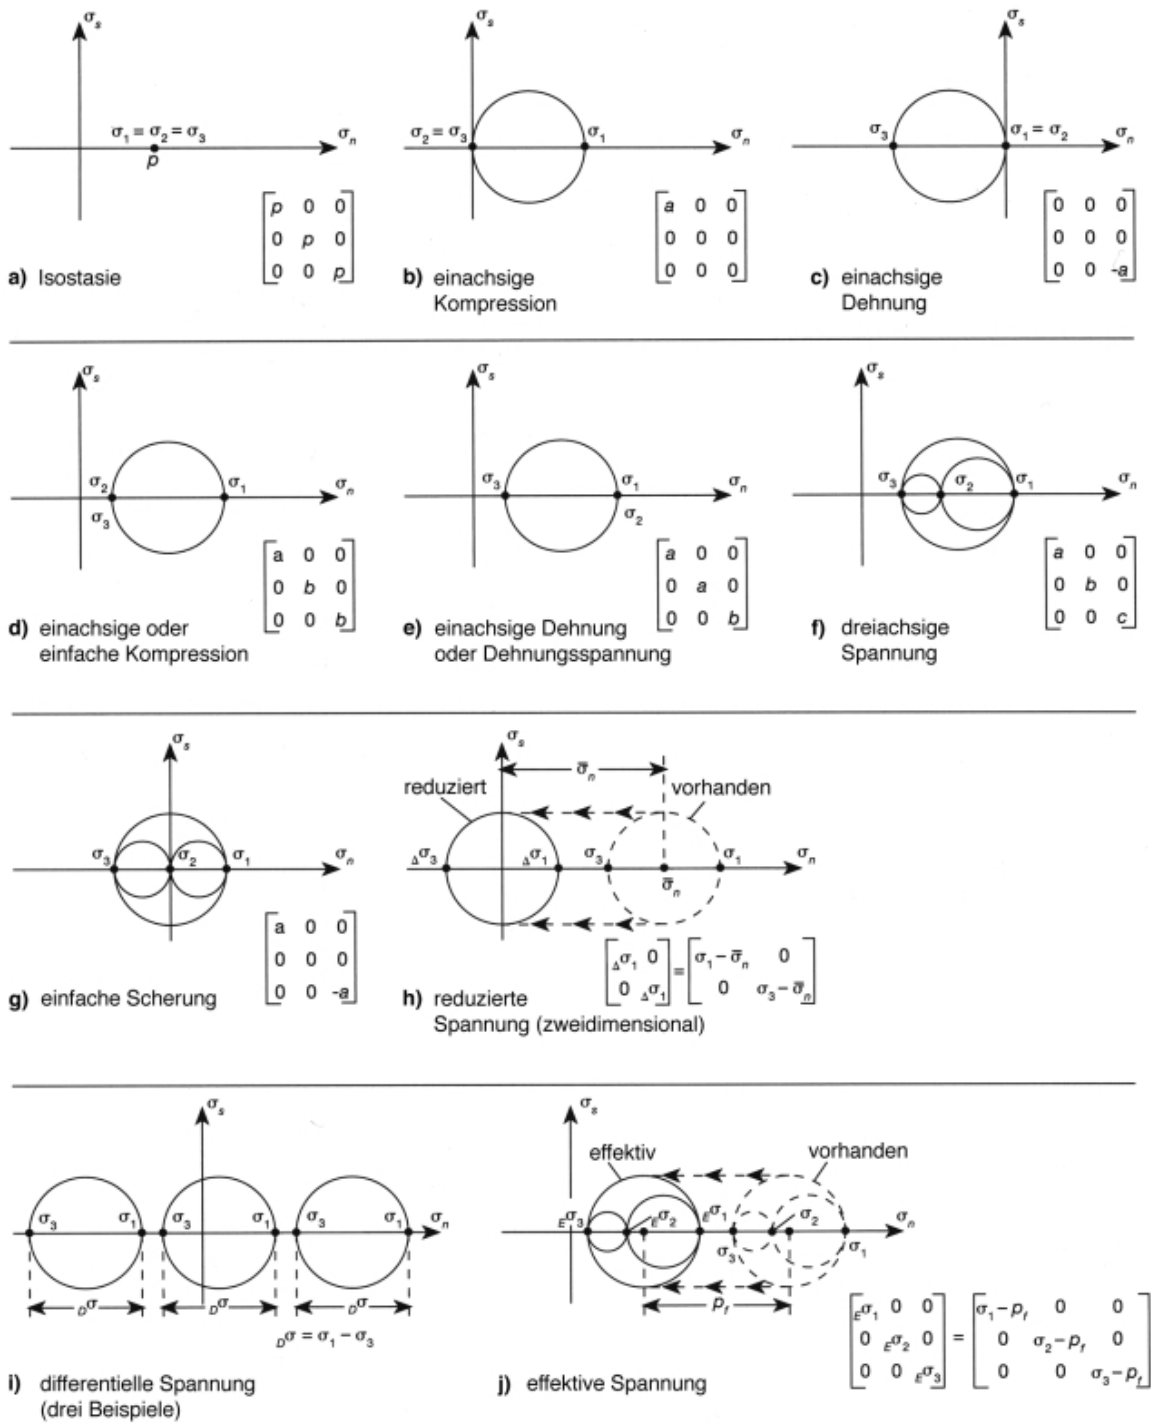 σs
σ1 = σ2 = σ3
σn
p
p 0 0
0 p 0
0 0 p
a) Isostasie
σs
σ2 = σ3
σ1
σn
a 0 0
0 0 0
0 0 0
b) einachsige
Kompression
σs
σ3
σ1 = σ2
σn
0 0 0
0 0 0
0 0 -a
c) einachsige
Dehnung
σs
σ2
σ1
σn
σ3
a 0 0
0 b 0
0 0 b
d) einachsige oder
einfache Kompression
σs
σ3
σ1
σn
σ2
a 0 0
0 a 0
0 0 b
e) einachsige Dehnung
oder Dehnungsspannung
σs
σ3
σ2
σ1
σn
a 0 0
0 b 0
0 0 c
f) dreiachsige
Spannung
σs
σ3
σ2
σ1
σn
a 0 0
0 0 0
0 0 -a
g) einfache Scherung
σs
σ̅n
reduziert
vorhanden
Δσ3
Δσ1
σ3
σ1
σn
σ̅n
Δσ1 0 = σ1 – σ̅n 0
0 Δσ1 0 σ3 – σ̅n
h) reduzierte
Spannung (zweidimensional)
σs
σ3 σ1 σ3 σ1 σ3 σ1 σn
Dσ Dσ Dσ
Dσ = σ1 – σ3
i) differentielle Spannung
(drei Beispiele)
σs
effektiv
vorhanden
Eσ3
Eσ2
Eσ1
σ2
σn
σ3
σ1
pf
Eσ1 0 0 σ1 – pf 0 0
0 Eσ2 0 = 0 σ2 – pf 0
0 0 Eσ3 0 0 σ3 – pf
j) effektive Spannung